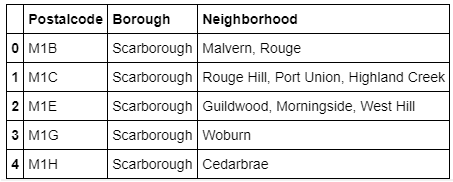 Postalcode Borough Neighborhood
0 M1B Scarborough Malvern, Rouge
1 M1C Scarborough Rouge Hill, Port Union, Highland Creek
2 M1E Scarborough Guildwood, Morningside, West Hill
3 M1G Scarborough Woburn
4 M1H Scarborough Cedarbrae